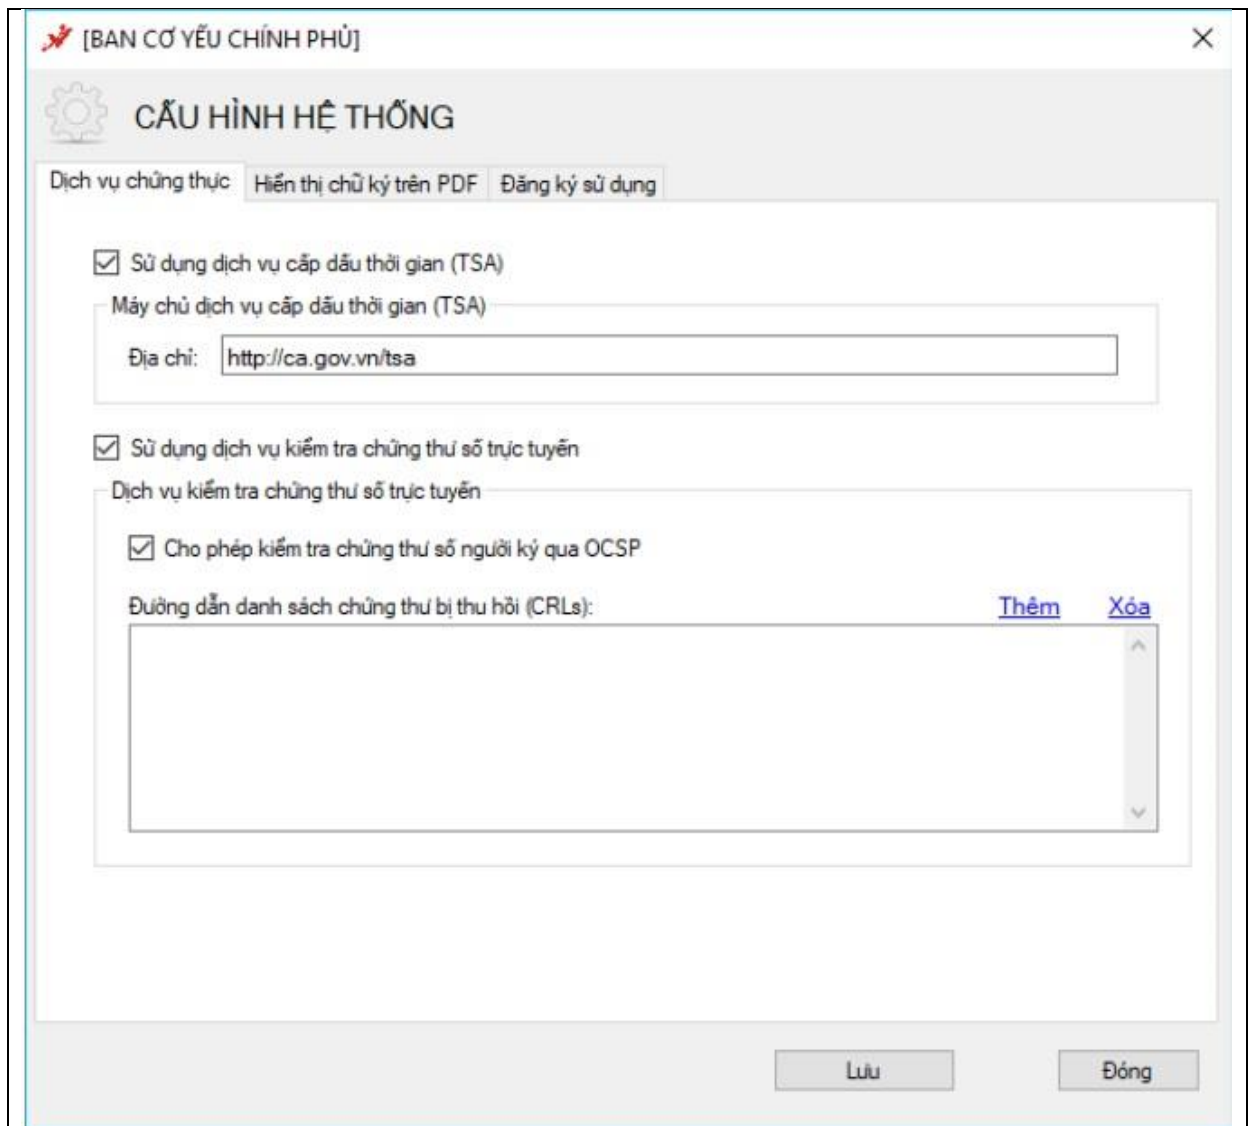 [BAN CƠ YẾU CHÍNH PHỦ]
CẤU HÌNH HỆ THỐNG
Dịch vụ chứng thực Hiển thị chữ ký trên PDF Đăng ký sử dụng
Sử dụng dịch vụ cấp dấu thời gian (TSA)
Máy chủ dịch vụ cấp dấu thời gian (TSA)
Địa chỉ: http://ca.gov.vn/tsa
Sử dụng dịch vụ kiểm tra chứng thư số trực tuyến
Dịch vụ kiểm tra chứng thư số trực tuyến
Cho phép kiểm tra chứng thư số người ký qua OCSP
Đường dẫn danh sách chứng thư bị thu hồi (CRLs): Thêm Xóa
Lưu Đóng